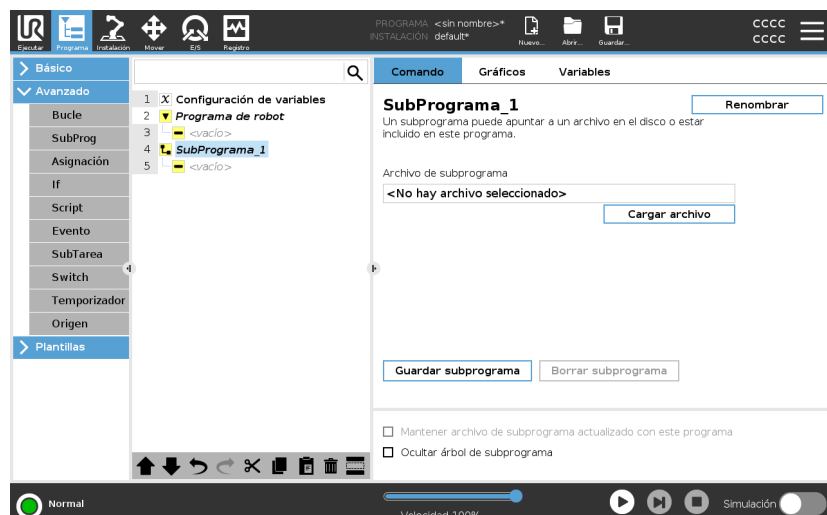 PROGRAMA <sin nombre>*
INSTALACIÓN default*
CCCC
CCCC
Ejecutar Programa Instalación Mover E/S Registro Nuevo... Abrir... Guardar...
Básico
Avanzado
Bucle
SubProg
Asignación
If
Script
Evento
SubTarea
Switch
Temporizador
Origen
Plantillas
1 X Configuración de variables
2 Programa de robot
3 <vacío>
4 SubPrograma_1
5 <vacío>
Comando Gráficos Variables
SubPrograma_1
Renombrar
Un subprograma puede apuntar a un archivo en el disco o estar
incluido en este programa.
Archivo de subprograma
<No hay archivo seleccionado>
Cargar archivo
Guardar subprograma Borrar subprograma
Mantener archivo de subprograma actualizado con este programa
Ocultar árbol de subprograma
Normal
Velocidad 100%
Simulación